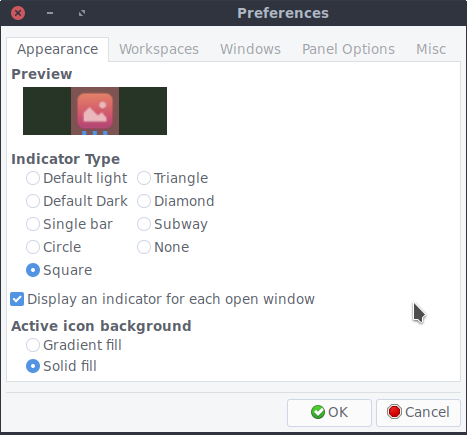 Preferences
Appearance Workspaces Windows Panel Options Misc
Preview
Indicator Type
Default light Triangle
Default Dark Diamond
Single bar Subway
Circle None
Square
Display an indicator for each open window
Active icon background
Gradient fill
Solid fill
OK Cancel